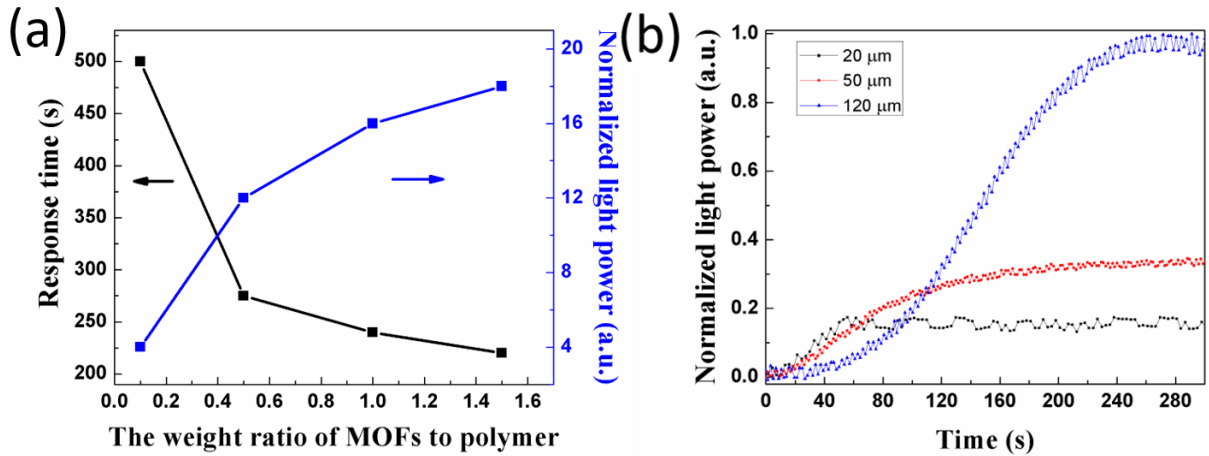 (a)
Response time (s)
500
450
400
350
300
250
200
0.0 0.2 0.4 0.6 0.8 1.0 1.2 1.4 1.6
The weight ratio of MOFs to polymer
20
16
12
8
4
Normalized light power (a.u.)
(b)
Normalized light power (a.u.)
1.0
0.8
0.6
0.4
0.2
0.0
20 μm
50 μm
120 μm
0 40 80 120 160 200 240 280
Time (s)